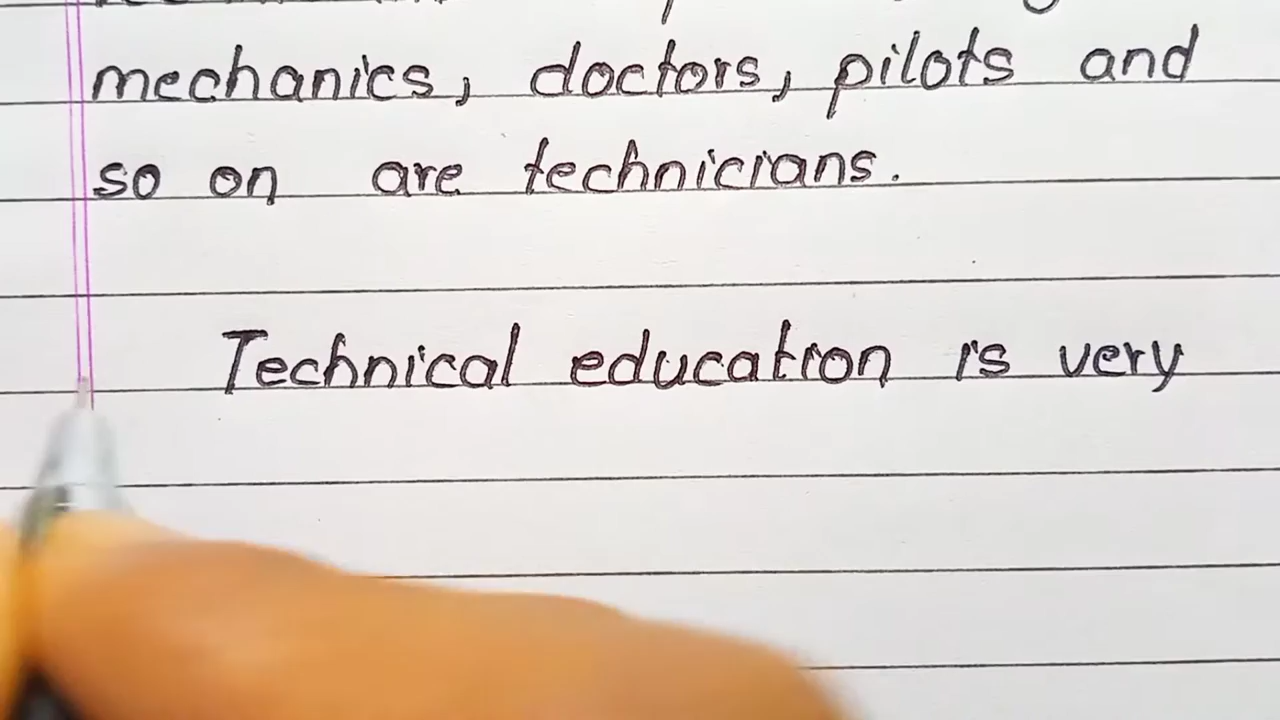 mechanics, doctors, pilots and
so on are technicians.
Technical education is very